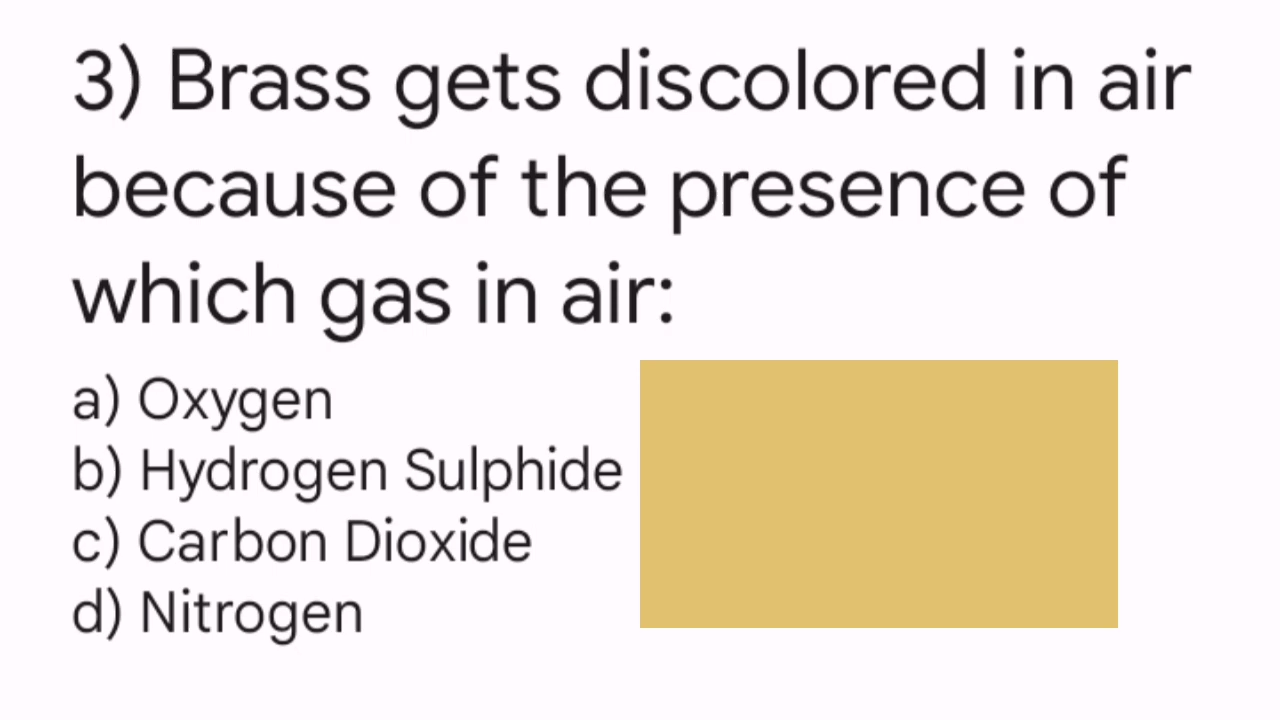 3) Brass gets discolored in air
because of the presence of
which gas in air:
a) Oxygen
b) Hydrogen Sulphide
c) Carbon Dioxide
d) Nitrogen